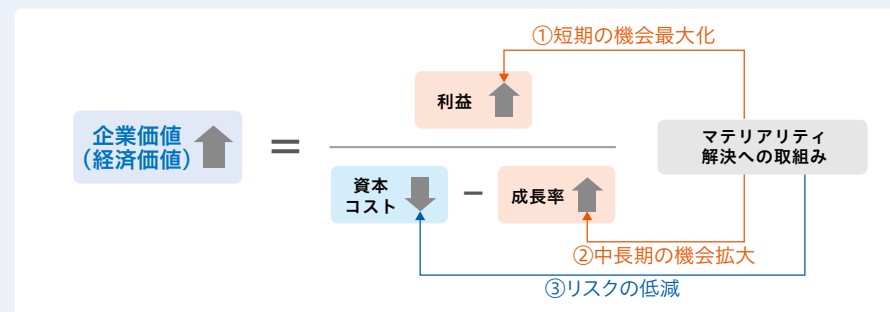 ①短期の機会最大化
利益
企業価値
(経済価値)
=
マテリアリティ
解決への取組み
資本
コスト
−
成長率
②中長期の機会拡大
③リスクの低減